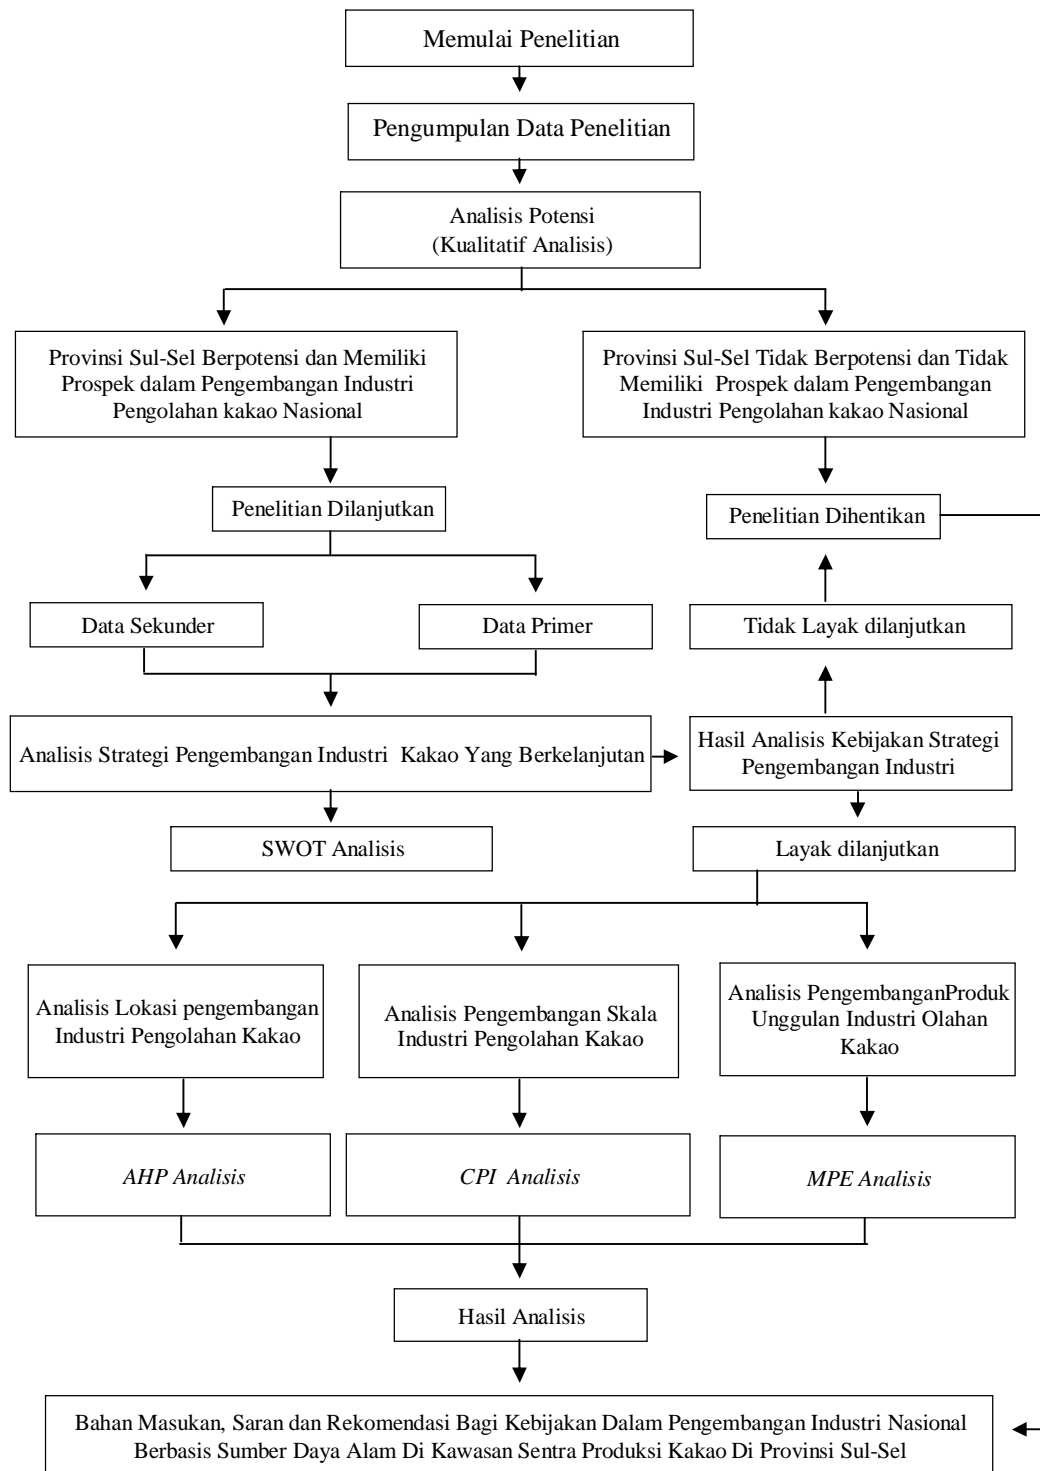 Memulai Penelitian
Pengumpulan Data Penelitian
Analisis Potensi
(Kualitatif Analisis)
Provinsi Sul-Sel Berpotensi dan Memiliki
Prospek dalam Pengembangan Industri
Pengolahan kakao Nasional
Provinsi Sul-Sel Tidak Berpotensi dan Tidak
Memiliki Prospek dalam Pengembangan
Industri Pengolahan kakao Nasional
Penelitian Dilanjutkan
Penelitian Dihentikan
Data Sekunder
Data Primer
Tidak Layak dilanjutkan
Analisis Strategi Pengembangan Industri Kakao Yang Berkelanjutan
Hasil Analisis Kebijakan Strategi
Pengembangan Industri
SWOT Analisis
Layak dilanjutkan
Analisis Lokasi pengembangan
Industri Pengolahan Kakao
Analisis Pengembangan Skala
Industri Pengolahan Kakao
Analisis PengembanganProduk
Unggulan Industri Olahan
Kakao
AHP Analisis
CPI Analisis
MPE Analisis
Hasil Analisis
Bahan Masukan, Saran dan Rekomendasi Bagi Kebijakan Dalam Pengembangan Industri Nasional
Berbasis Sumber Daya Alam Di Kawasan Sentra Produksi Kakao Di Provinsi Sul-Sel